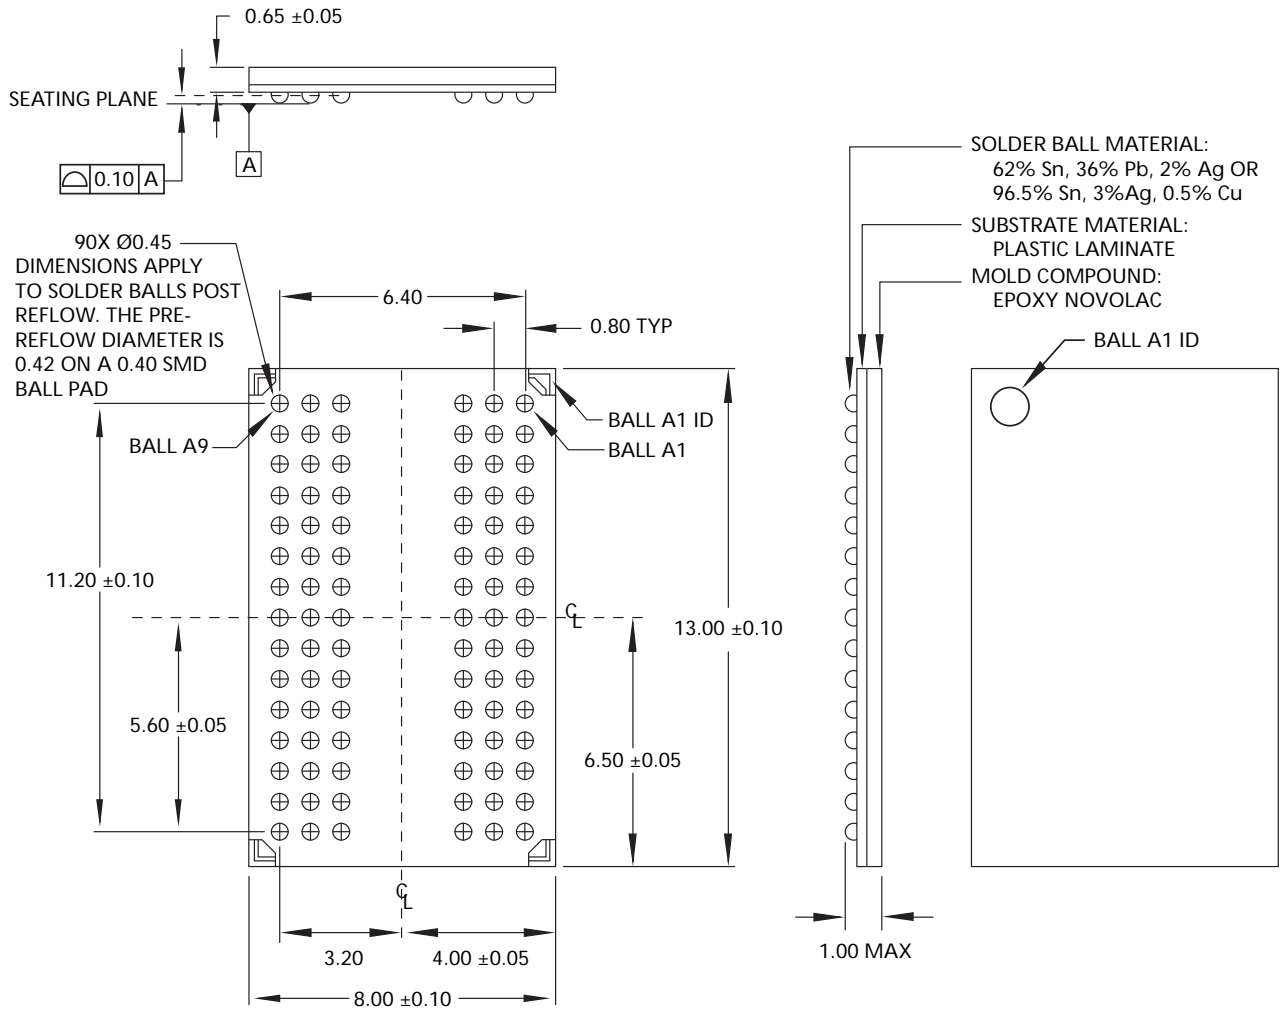 0.65 ±0.05
SEATING PLANE
A
0.10 A
SOLDER BALL MATERIAL:
62% Sn, 36% Pb, 2% Ag OR
96.5% Sn, 3%Ag, 0.5% Cu
SUBSTRATE MATERIAL:
PLASTIC LAMINATE
MOLD COMPOUND:
EPOXY NOVOLAC
90X Ø0.45
DIMENSIONS APPLY
TO SOLDER BALLS POST
REFLOW. THE PRE-
REFLOW DIAMETER IS
0.42 ON A 0.40 SMD
BALL PAD
6.40
0.80 TYP
BALL A1 ID
BALL A1 ID
BALL A9
BALL A1
11.20 ±0.10
CL
13.00 ±0.10
5.60 ±0.05
6.50 ±0.05
CL
3.20
4.00 ±0.05
8.00 ±0.10
1.00 MAX